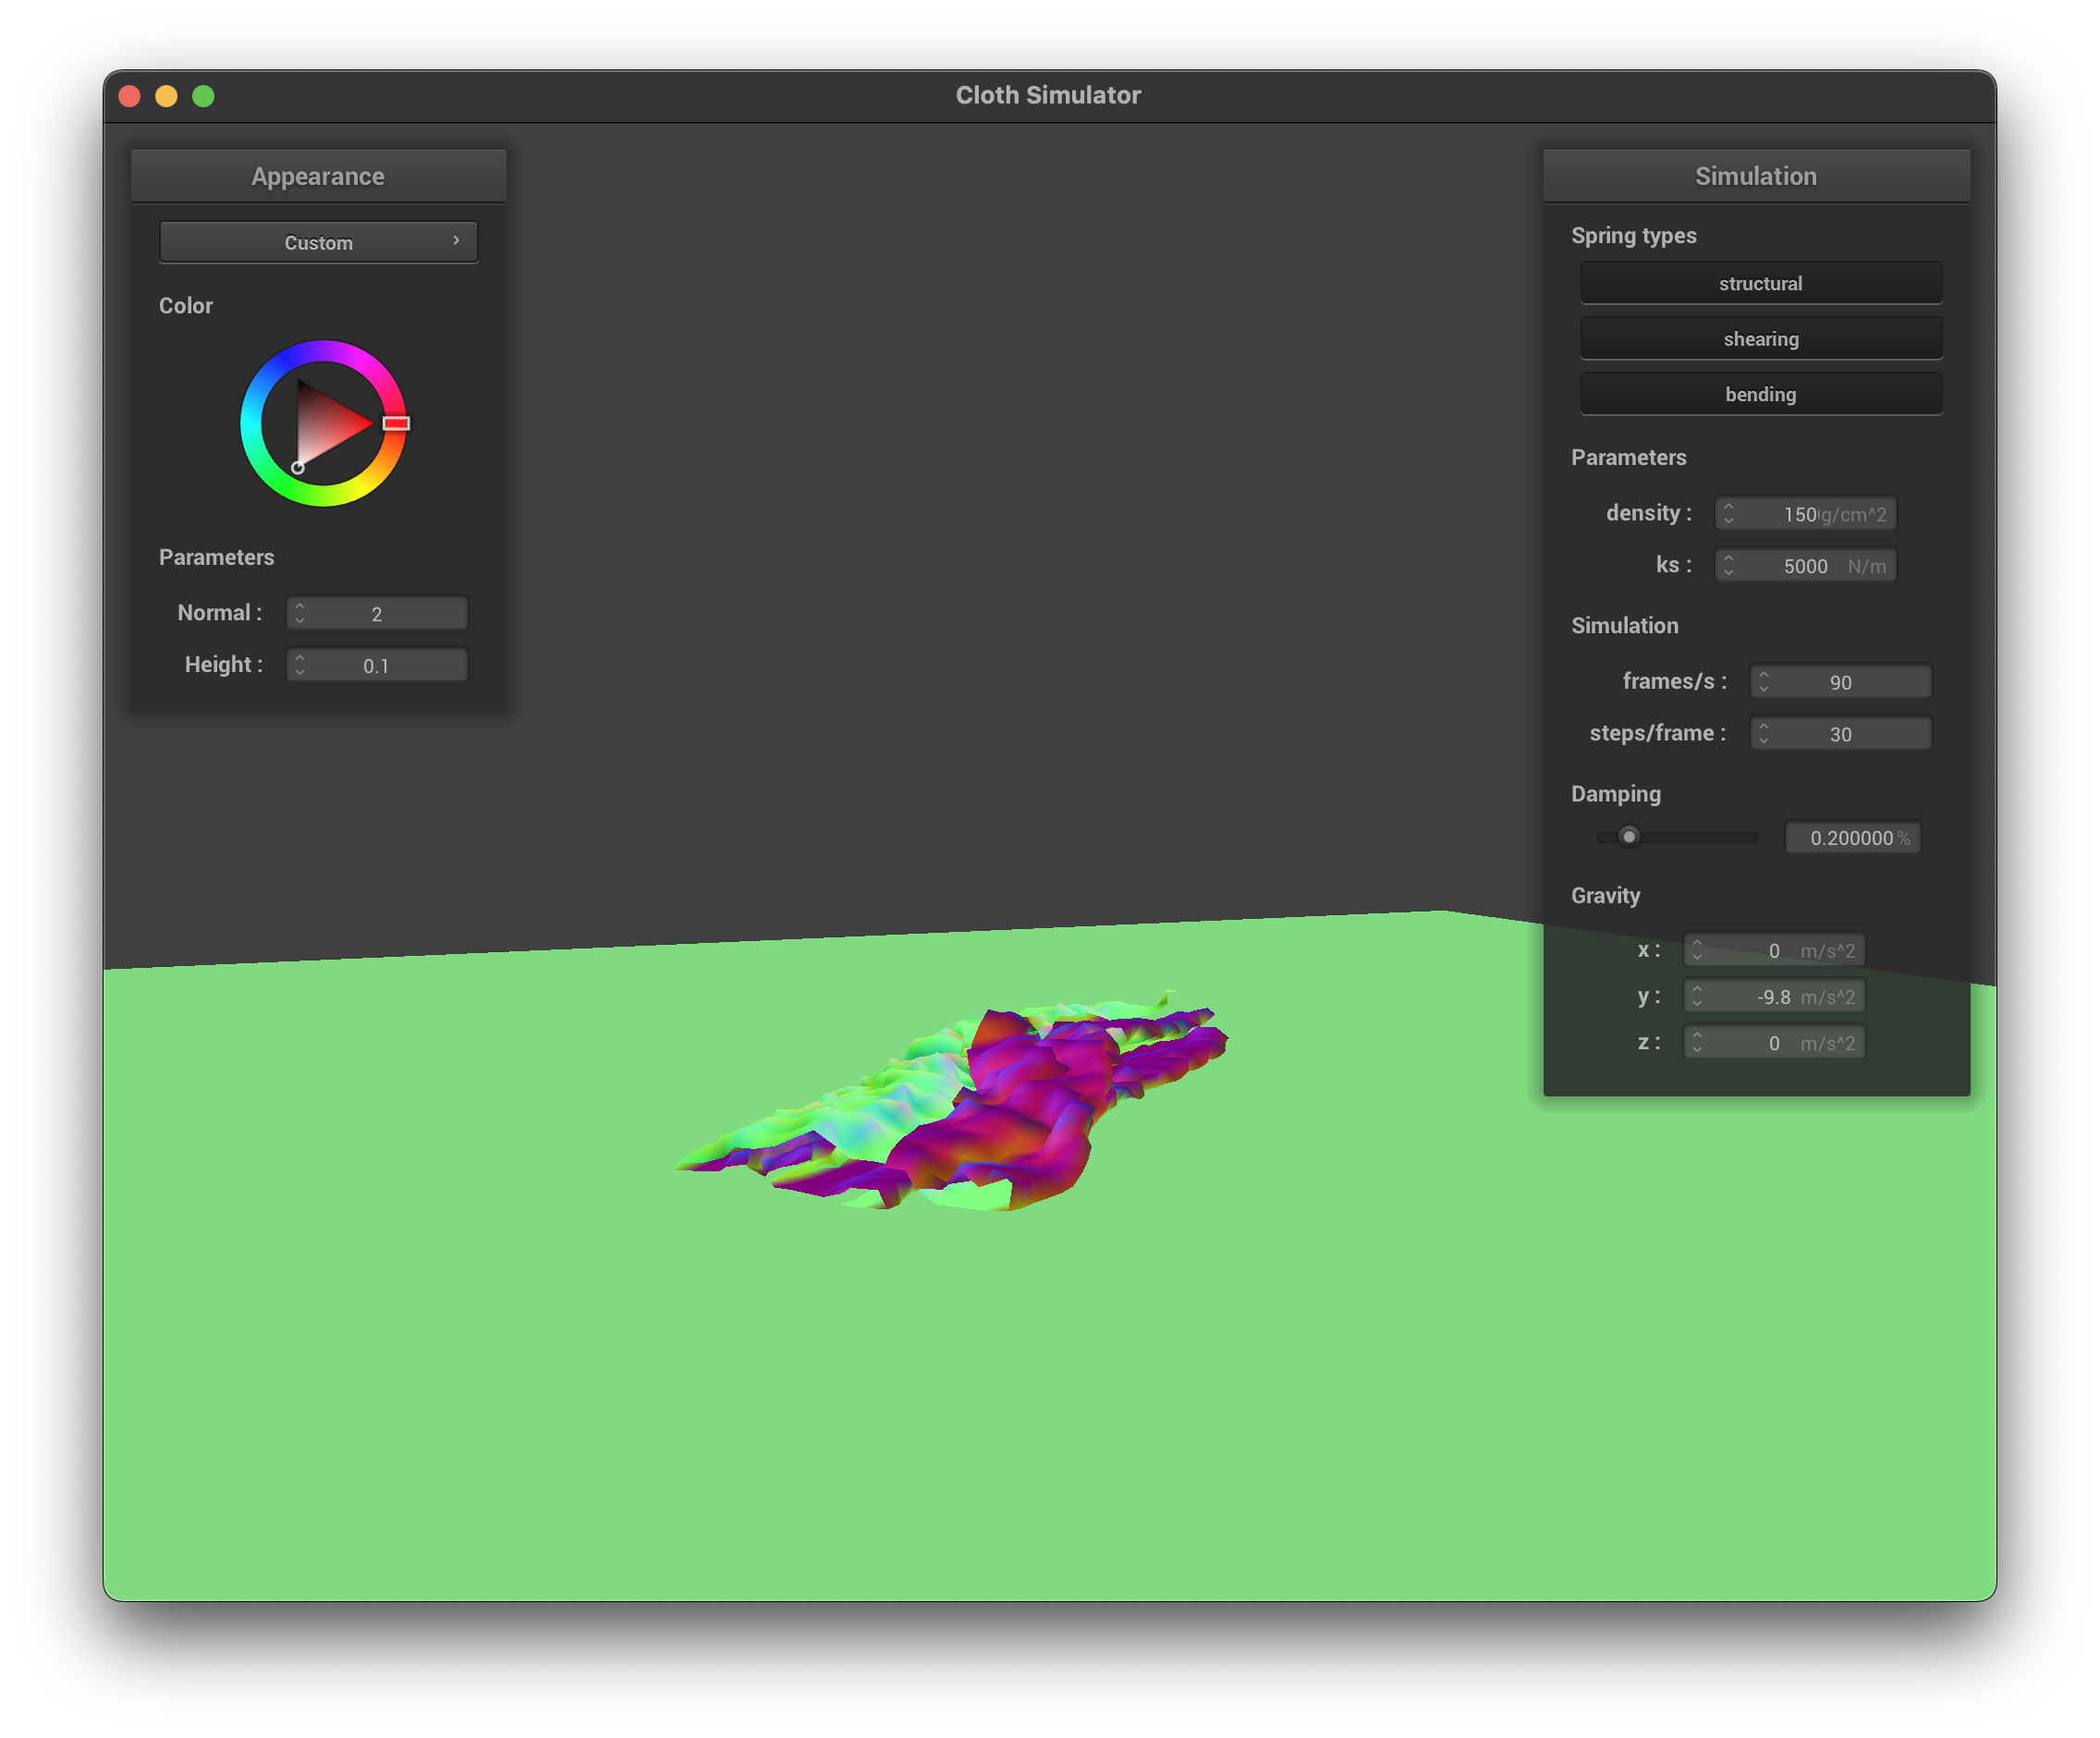 Cloth Simulator
Appearance
Custom
Color
Parameters
Normal : 2
Height : 0.1
Simulation
Spring types
structural
shearing
bending
Parameters
density : 150 g/cm^2
ks : 5000 N/m
Simulation
frames/s : 90
steps/frame : 30
Damping
0.200000 %
Gravity
x : 0 m/s^2
y : -9.8 m/s^2
z : 0 m/s^2